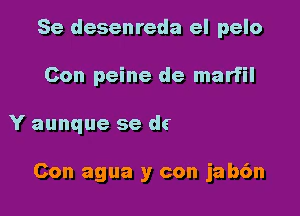 Se desenreda el pelo
Con peine de marfil
Y aunque se
Con agua y con jabón